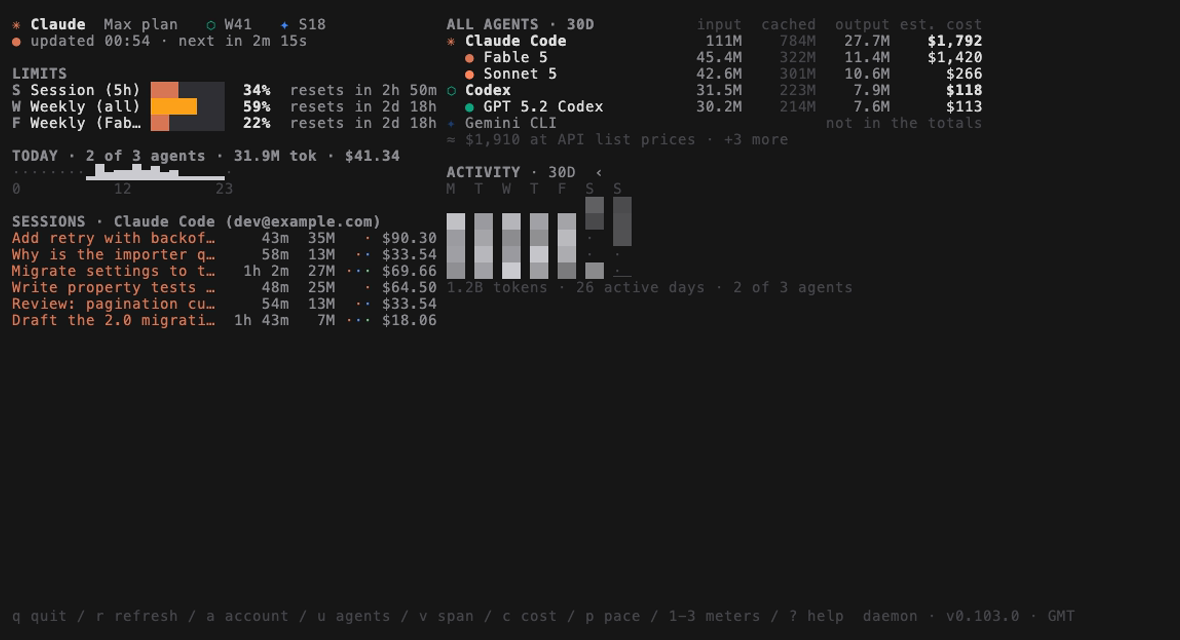 ✳ Claude Max plan ⬡ W41 ✦ S18
● updated 00:54 · next in 2m 15s
LIMITS
S Session (5h) 34% resets in 2h 50m
W Weekly (all) 59% resets in 2d 18h
F Weekly (Fab… 22% resets in 2d 18h
TODAY · 2 of 3 agents · 31.9M tok · $41.34
0 12 23
SESSIONS · Claude Code (dev@example.com)
Add retry with backof… 43m 35M · $90.30
Why is the importer q… 58m 13M ·· $33.54
Migrate settings to t… 1h 2m 27M ··· $69.66
Write property tests … 48m 25M · $64.50
Review: pagination cu… 54m 13M ·· $33.54
Draft the 2.0 migrati… 1h 43m 7M ··· $18.06
ALL AGENTS · 30D input cached output est. cost
✳ Claude Code 111M 784M 27.7M $1,792
● Fable 5 45.4M 322M 11.4M $1,420
● Sonnet 5 42.6M 301M 10.6M $266
⬡ Codex 31.5M 223M 7.9M $118
● GPT 5.2 Codex 30.2M 214M 7.6M $113
✦ Gemini CLI not in the totals
≈ $1,910 at API list prices · +3 more
ACTIVITY · 30D ‹
M T W T F S S
1.2B tokens · 26 active days · 2 of 3 agents
q quit / r refresh / a account / u agents / v span / c cost / p pace / 1-3 meters / ? help daemon · v0.103.0 · GMT